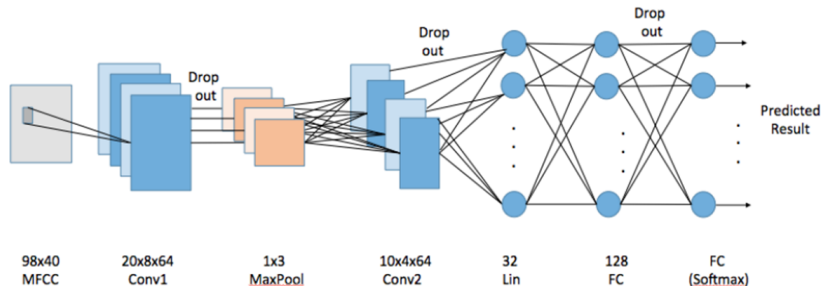 Drop
out
Drop
out
Drop
out
Predicted
Result
98x40
MFCC
20x8x64
Conv1
1x3
MaxPool
10x4x64
Conv2
32
Lin
128
FC
FC
(Softmax)